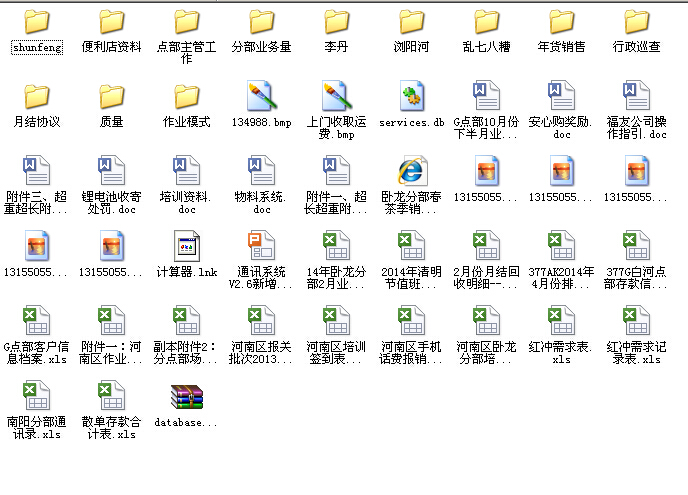 shunfeng
便利店资料
点部主管工
作
分部业务量
李丹
浏阳河
乱七八糟
年货销售
行政巡查
月结协议
质量
作业模式
134988.bmp
上门收取运
费.bmp
services.db
G点部10月份
下半月业...
安心购奖励.
doc
福友公司操
作指引.doc
附件三、超
重超长附...
锂电池收寄
处罚.doc
培训资料.
doc
物料系统.
doc
附件一、超
长超重附...
卧龙分部春
茶季销...
13155055...
13155055...
13155055...
13155055...
13155055...
计算器.lnk
通讯系统
V2.6新增...
14年卧龙分
部2月业...
2014年清明
节值班...
2月份月结回
收明细--...
377AK2014年
4月份排...
377G白河点
部存款信...
G点部客户信
息档案.xls
附件一：河
南区作业...
副本附件2：
分点部场...
河南区报关
批次2013...
河南区培训
签到表...
河南区手机
话费报销...
河南区卧龙
分部培...
红冲需求表.
xls
红冲需求记
录表.xls
南阳分部通
讯录.xls
散单存款合
计表.xls
database...